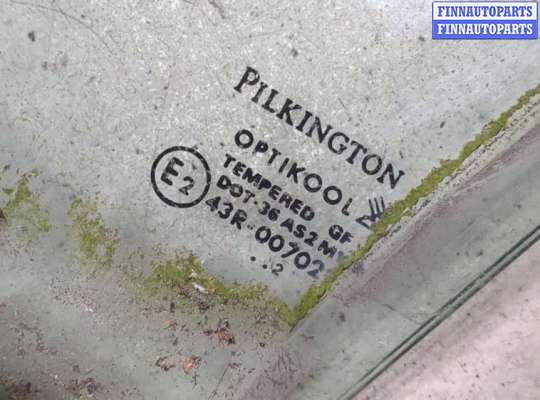 FINNAUTOPARTS
FINNAUTOPARTS
PILKINGTON
OPTIKOOL
TEMPERED GF
E2
DOT-36 AS2
43R-00702
..2